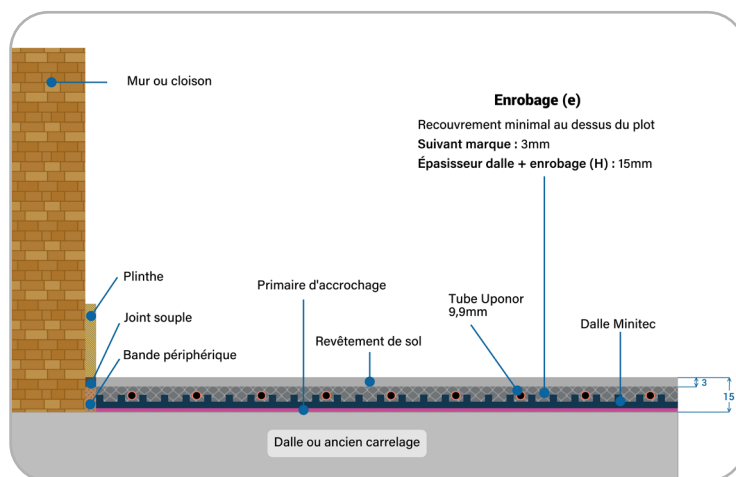 Mur ou cloison
Enrobage (e)
Recouvrement minimal au dessus du plot
Suivant marque : 3mm
Épasisseur dalle + enrobage (H) : 15mm
Plinthe
Primaire d'accrochage
Tube Uponor
9,9mm
Joint souple
Dalle Minitec
Revêtement de sol
Bande périphérique
3
15
Dalle ou ancien carrelage